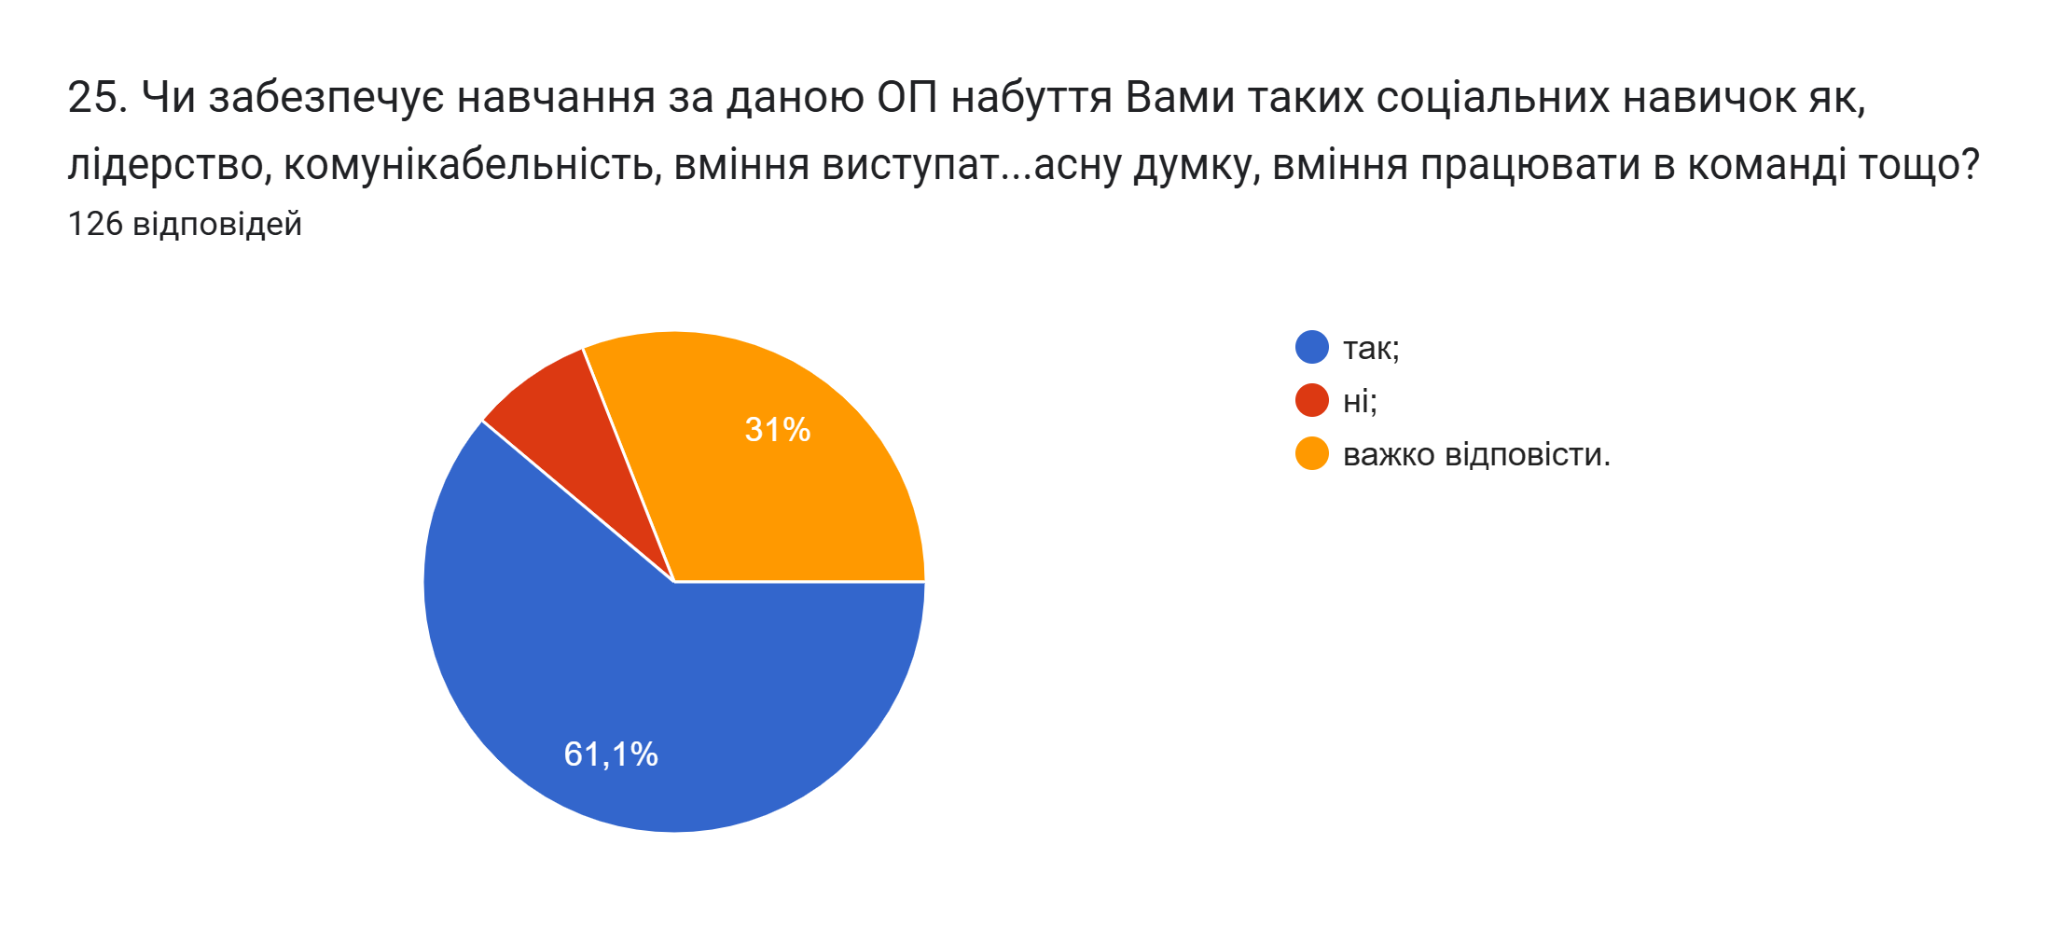 25. Чи забезпечує навчання за даною ОП набуття Вами таких соціальних навичок як,
лідерство, комунікабельність, вміння виступат...асну думку, вміння працювати в команді тощо?
126 відповідей
так;
ні;
важко відповісти.
31%
61,1%